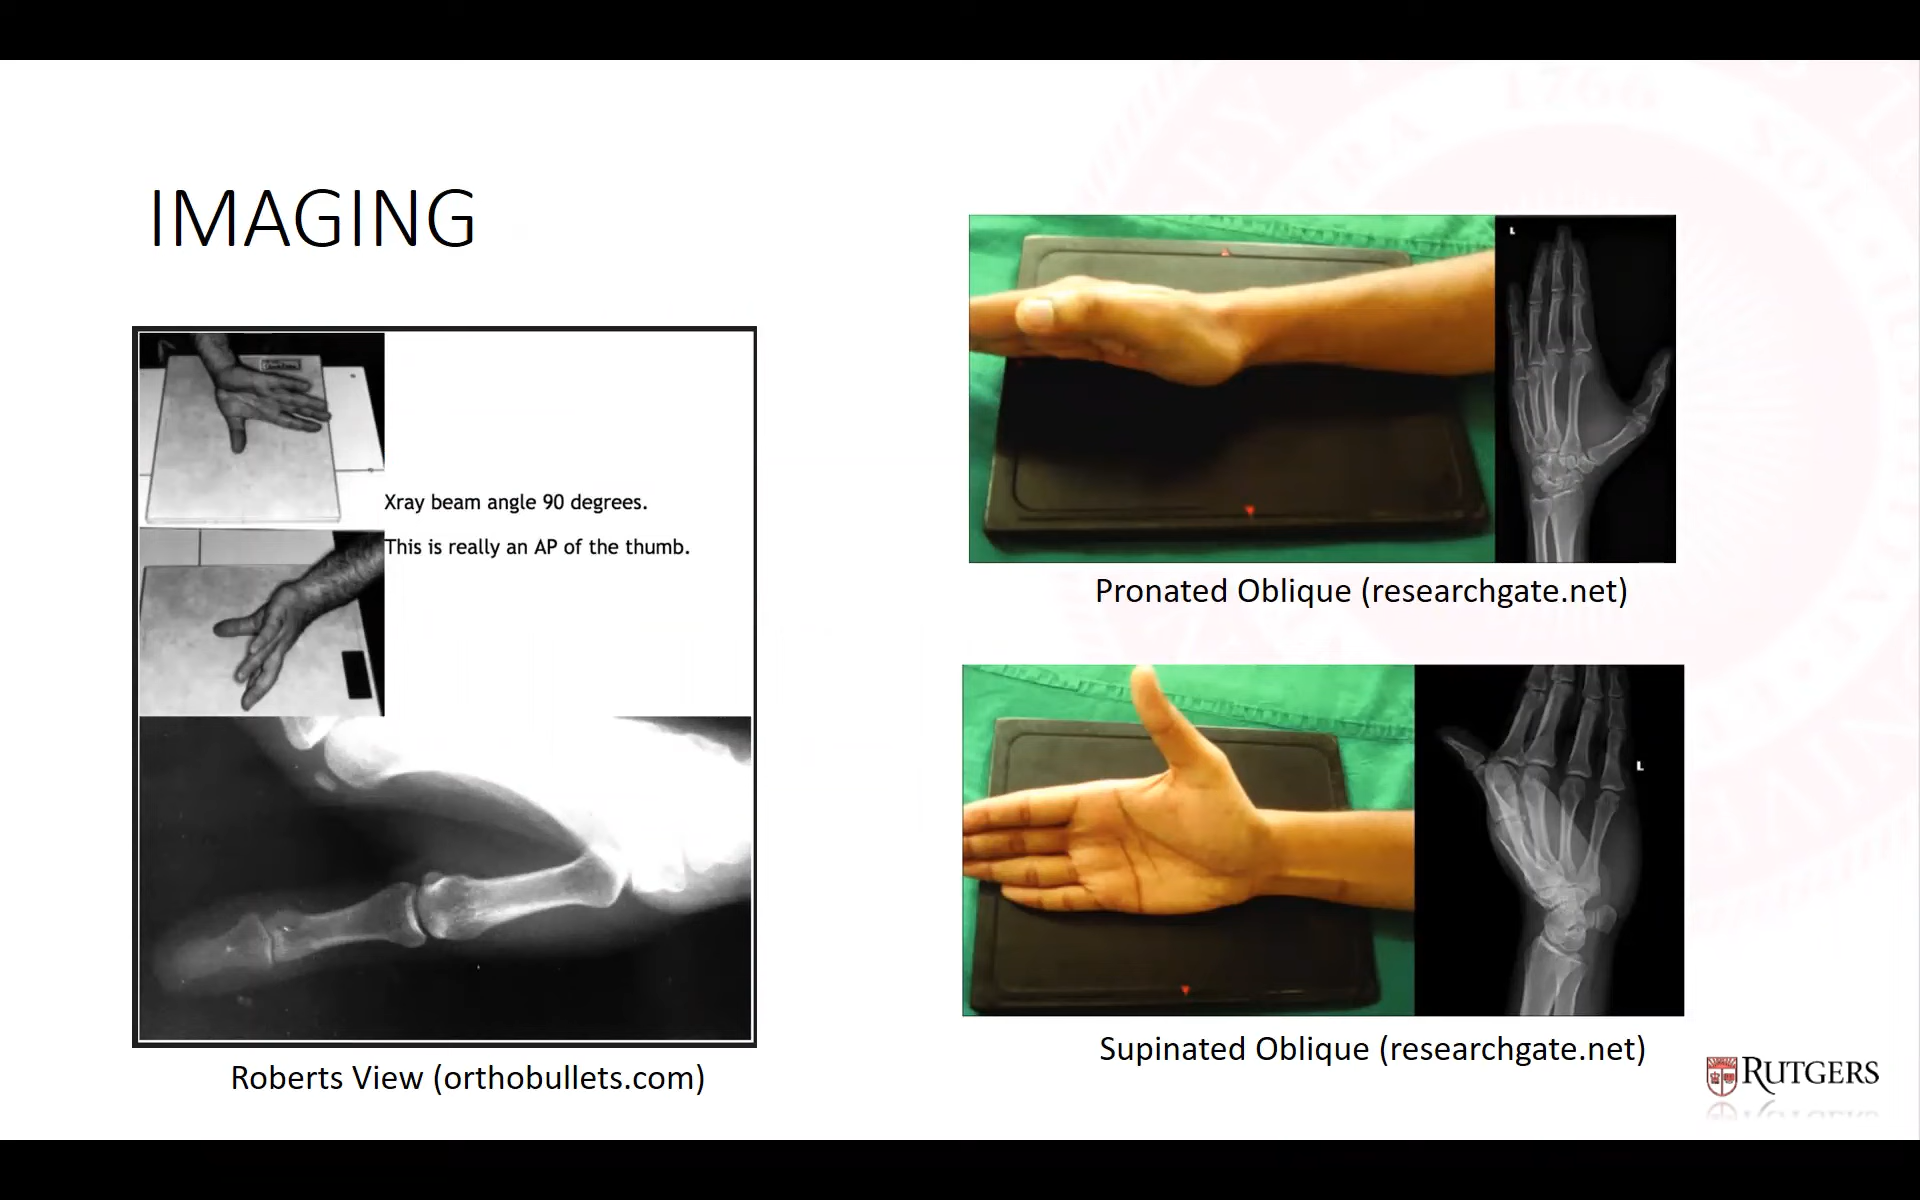 IMAGING
Xray beam angle 90 degrees.
This is really an AP of the thumb.
Roberts View (orthobullets.com)
L
Pronated Oblique (researchgate.net)
L
Supinated Oblique (researchgate.net)
RUTGERS
1766